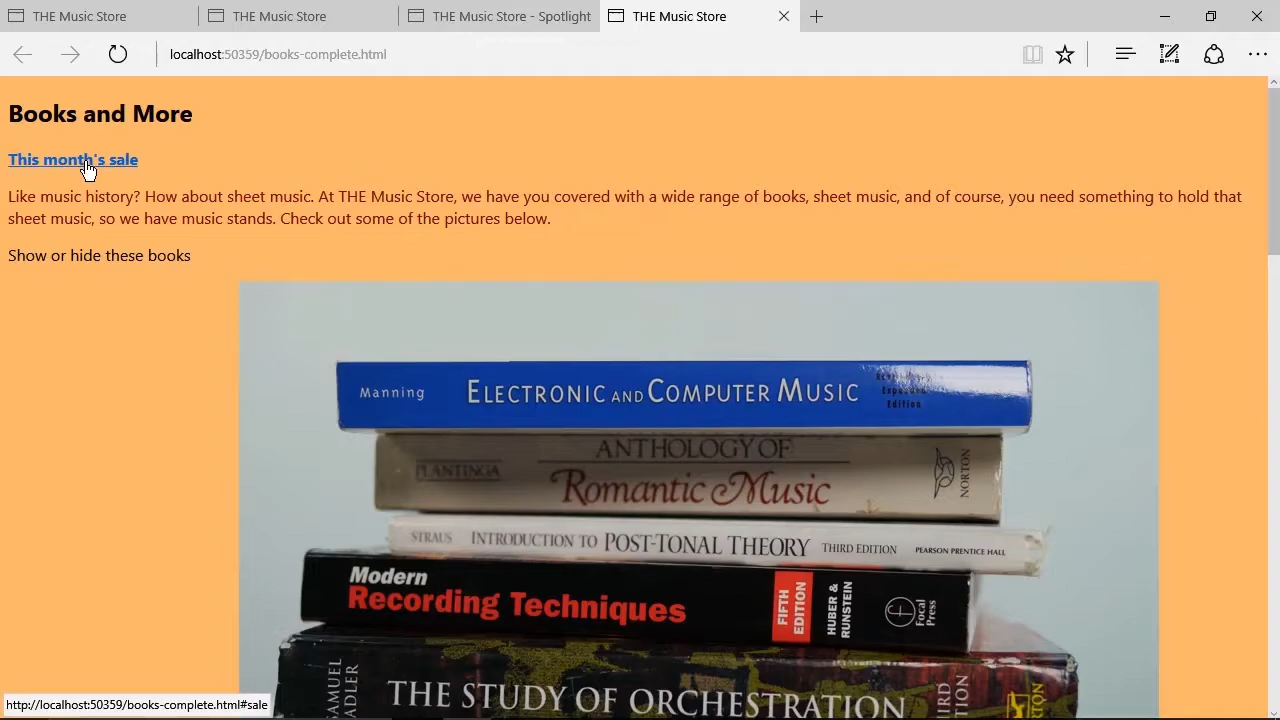 THE Music Store
THE Music Store
THE Music Store - Spotlight
THE Music Store
localhost:50359/books-complete.html
Books and More
This month's sale
Like music history? How about sheet music. At THE Music Store, we have you covered with a wide range of books, sheet music, and of course, you need something to hold that
sheet music, so we have music stands. Check out some of the pictures below.
Show or hide these books
Manning
ELECTRONIC AND COMPUTER MUSIC
Expanded
Edition
PLANTINGA
ANTHOLOGY OF
Romantic Music
NORTON
STRAUS
INTRODUCTION TO POST-TONAL THEORY
THIRD EDITION
PEARSON PRENTICE HALL
Modern
Recording Techniques
FIFTH
EDITION
HUBER &
RUNSTEIN
Focal
Press
THE STUDY OF ORCHESTRATION
http://localhost:50359/books-complete.html#sale